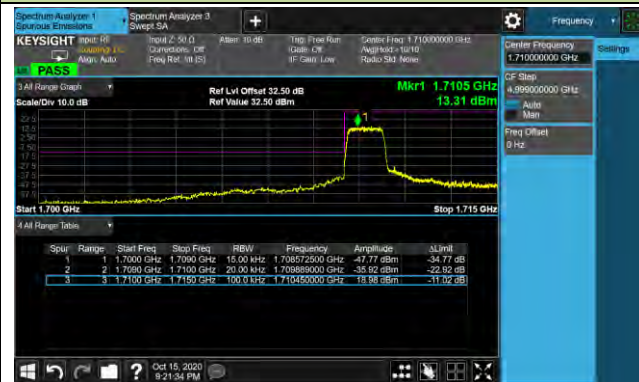 Spectrum Analyzer 1
Spurious Emissions
Spectrum Analyzer 3
Swept SA
Frequency
KEYSIGHT
Input: RF
Coupling: DC
Align: Auto
Input Z: 50 Ω
Corrections: Off
Freq Ref: Int (S)
Atten: 10 dB
Trig: Free Run
Gate: Off
IF Gain: Low
Center Freq: 1.710000000 GHz
Avg|Hold: >10/10
Radio Std: None
PASS
3 All Range Graph
Scale/Div 10.0 dB
Ref Lvl Offset 32.50 dB
Ref Value 32.50 dBm
Mkr1 1.7105 GHz
13.31 dBm
1
Start 1.700 GHz
Stop 1.715 GHz
4 All Range Table
Spur Range Start Freq Stop Freq RBW Frequency Amplitude ΔLimit
1 1 1.7000 GHz 1.7090 GHz 15.00 kHz 1.708572500 GHz -47.77 dBm -34.77 dB
2 2 1.7090 GHz 1.7100 GHz 20.00 kHz 1.709889000 GHz -35.92 dBm -22.92 dB
3 3 1.7100 GHz 1.7150 GHz 100.0 kHz 1.710450000 GHz 18.98 dBm -11.02 dB
Center Frequency
1.710000000 GHz
Settings
CF Step
4.999000000 GHz
Auto
Man
Freq Offset
0 Hz
?
Oct 15, 2020
9:21:34 PM